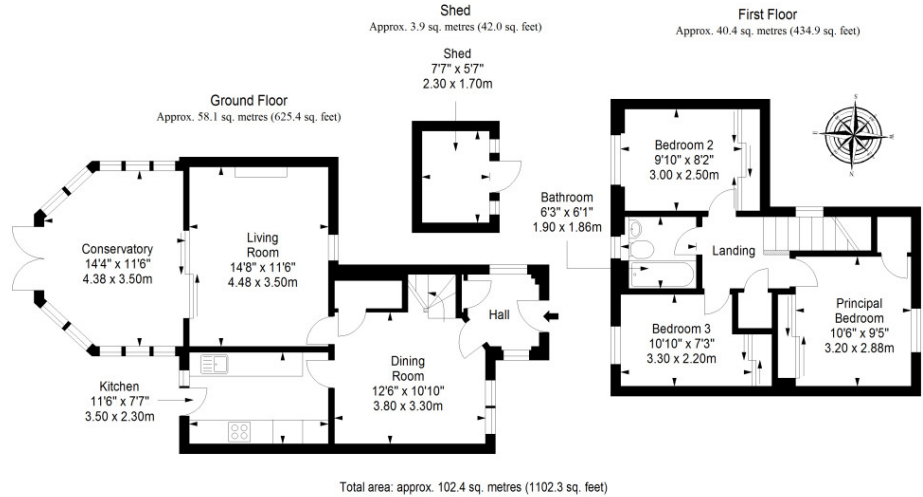 Shed
Approx. 3.9 sq. metres (42.0 sq. feet)
First Floor
Approx. 40.4 sq. metres (434.9 sq. feet)
Shed
7'7" x 5'7"
2.30 x 1.70m
Ground Floor
Approx. 58.1 sq. metres (625.4 sq. feet)
Bedroom 2
9'10" x 8'2"
3.00 x 2.50m
Bathroom
6'3" x 6'1"
1.90 x 1.86m
Conservatory
14'4" x 11'6"
4.38 x 3.50m
Living
Room
14'8" x 11'6"
4.48 x 3.50m
Landing
Hall
Principal
Bedroom
10'6" x 9'5"
3.20 x 2.88m
Bedroom 3
10'10" x 7'3"
3.30 x 2.20m
Dining
Room
12'6" x 10'10"
3.80 x 3.30m
Kitchen
11'6" x 7'7"
3.50 x 2.30m
Total area: approx. 102.4 sq. metres (1102.3 sq. feet)